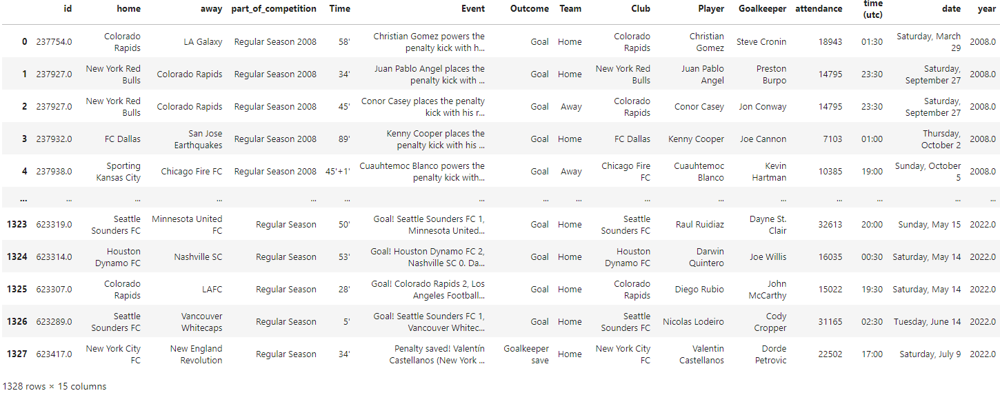 id home away part_of_competition Time Event Outcome Team Club Player Goalkeeper attendance time (utc) date year
0 237754.0 Colorado Rapids LA Galaxy Regular Season 2008 58' Christian Gomez powers the penalty kick with h... Goal Home Colorado Rapids Christian Gomez Steve Cronin 18943 01:30 Saturday, March 29 2008.0
1 237927.0 New York Red Bulls Colorado Rapids Regular Season 2008 34' Juan Pablo Angel places the penalty kick with ... Goal Home New York Red Bulls Juan Pablo Angel Preston Burpo 14795 23:30 Saturday, September 27 2008.0
2 237927.0 New York Red Bulls Colorado Rapids Regular Season 2008 45' Conor Casey places the penalty kick with his r... Goal Away Colorado Rapids Conor Casey Jon Conway 14795 23:30 Saturday, September 27 2008.0
3 237932.0 FC Dallas San Jose Earthquakes Regular Season 2008 89' Kenny Cooper places the penalty kick with his ... Goal Home FC Dallas Kenny Cooper Joe Cannon 7103 01:00 Thursday, October 2 2008.0
4 237938.0 Sporting Kansas City Chicago Fire FC Regular Season 2008 45'+1' Cuauhtemoc Blanco powers the penalty kick with... Goal Away Chicago Fire FC Cuauhtemoc Blanco Kevin Hartman 10385 19:00 Sunday, October 5 2008.0
... ... ... ... ... ... ... ... ... ... ... ... ... ... ... ...
1323 623319.0 Seattle Sounders FC Minnesota United FC Regular Season 50' Goal! Seattle Sounders FC 1, Minnesota United... Goal Home Seattle Sounders FC Raul Ruidiaz Dayne St. Clair 32613 20:00 Sunday, May 15 2022.0
1324 623314.0 Houston Dynamo FC Nashville SC Regular Season 53' Goal! Houston Dynamo FC 2, Nashville SC 0. Da... Goal Home Houston Dynamo FC Darwin Quintero Joe Willis 16035 00:30 Saturday, May 14 2022.0
1325 623307.0 Colorado Rapids LAFC Regular Season 28' Goal! Colorado Rapids 2, Los Angeles Football... Goal Home Colorado Rapids Diego Rubio John McCarthy 15022 19:30 Saturday, May 14 2022.0
1326 623289.0 Seattle Sounders FC Vancouver Whitecaps Regular Season 5' Goal! Seattle Sounders FC 1, Vancouver Whitec... Goal Home Seattle Sounders FC Nicolas Lodeiro Cody Cropper 31165 02:30 Tuesday, June 14 2022.0
1327 623417.0 New York City FC New England Revolution Regular Season 34' Penalty saved! Valentín Castellanos (New York ... Goalkeeper save Home New York City FC Valentin Castellanos Dorde Petrovic 22502 17:00 Saturday, July 9 2022.0
1328 rows × 15 columns